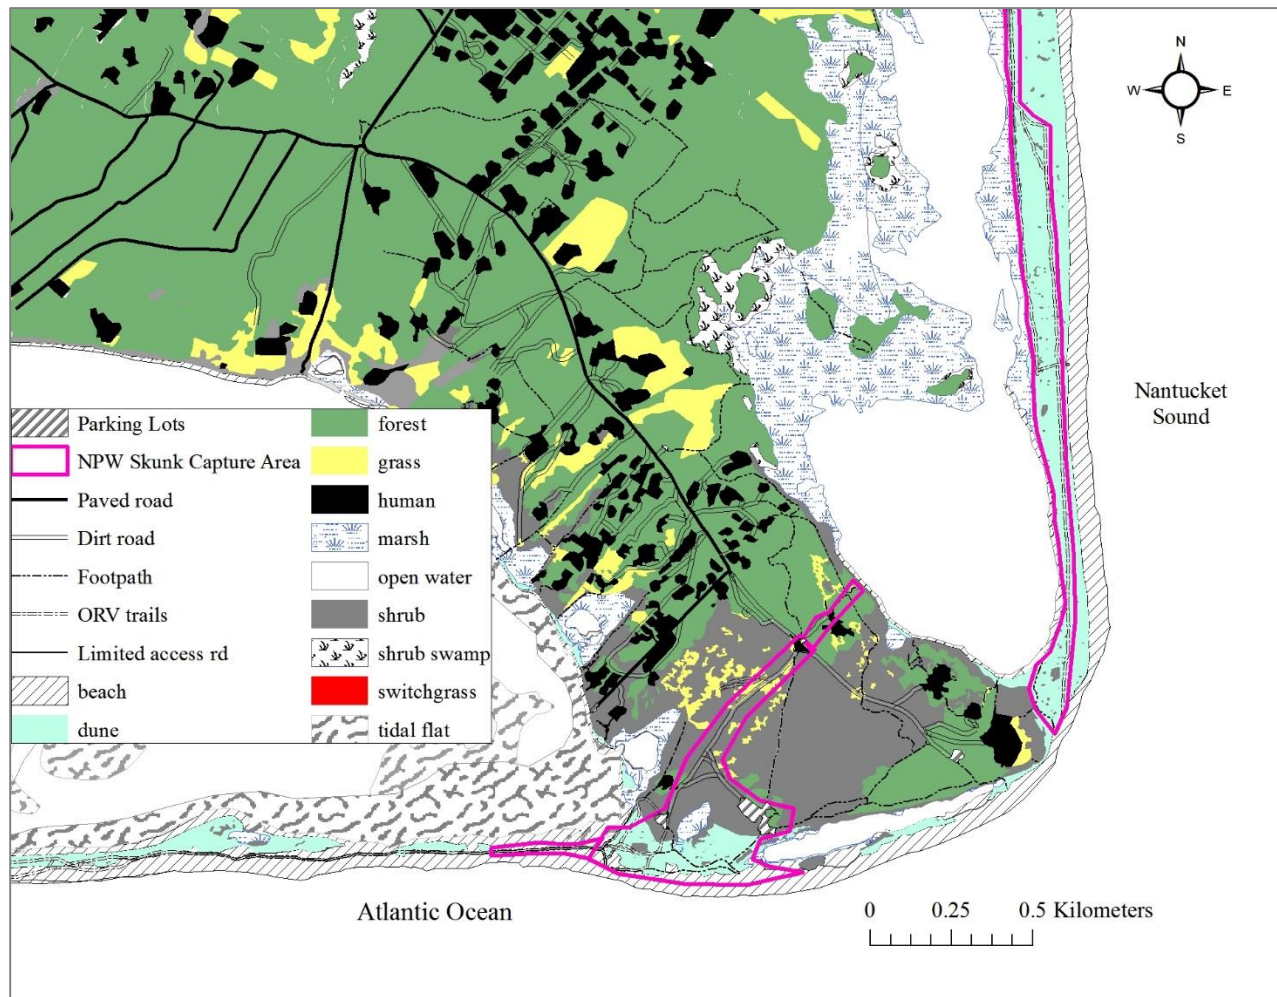 N
W E
S
Nantucket
Sound
Parking Lots
NPW Skunk Capture Area
Paved road
Dirt road
Footpath
ORV trails
Limited access rd
beach
dune
forest
grass
human
marsh
open water
shrub
shrub swamp
switchgrass
tidal flat
Atlantic Ocean
0 0.25 0.5 Kilometers